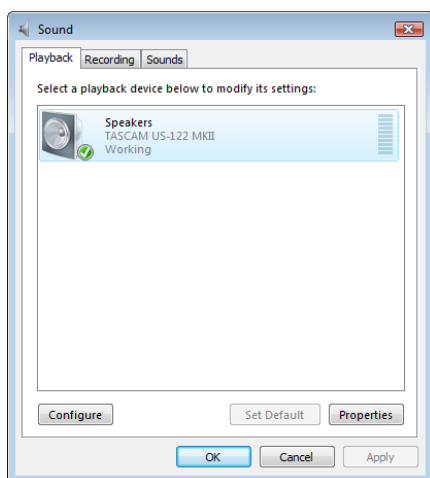 Sound
Playback Recording Sounds
Select a playback device below to modify its settings:
Speakers
TASCAM US-122 MKII
Working
Configure Set Default Properties
OK Cancel Apply